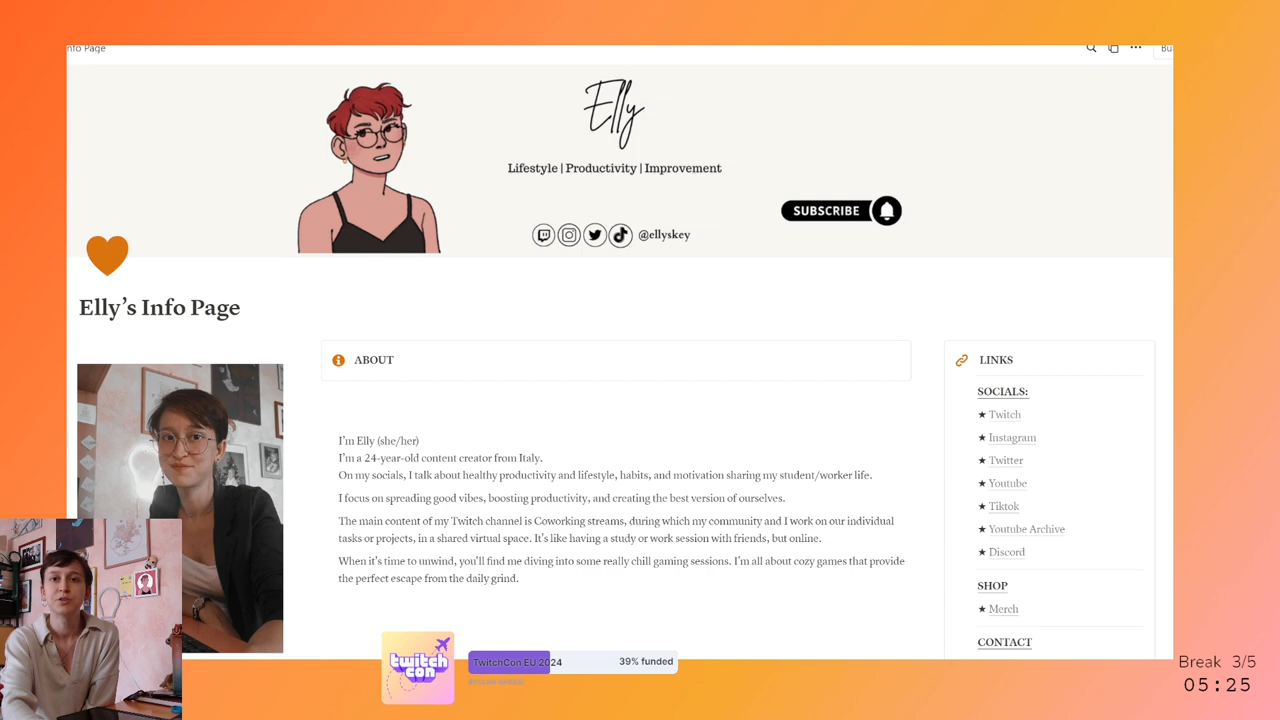 nfo Page
Bu
Elly
Lifestyle | Productivity | Improvement
SUBSCRIBE
@ellyskey
Elly's Info Page
ABOUT
I'm Elly (she/her)
I'm a 24-year-old content creator from Italy.
On my socials, I talk about healthy productivity and lifestyle, habits, and motivation sharing my student/worker life.
I focus on spreading good vibes, boosting productivity, and creating the best version of ourselves.
The main content of my Twitch channel is Coworking streams, during which my community and I work on our individual
tasks or projects, in a shared virtual space. It's like having a study or work session with friends, but online.
When it's time to unwind, you'll find me diving into some really chill gaming sessions. I'm all about cozy games that provide
the perfect escape from the daily grind.
LINKS
SOCIALS:
★ Twitch
★ Instagram
★ Twitter
★ Youtube
★ Tiktok
★ Youtube Archive
★ Discord
SHOP
★ Merch
CONTACT
twitch
con
TwitchCon EU 2024
39% funded
Break 3/5
05:25